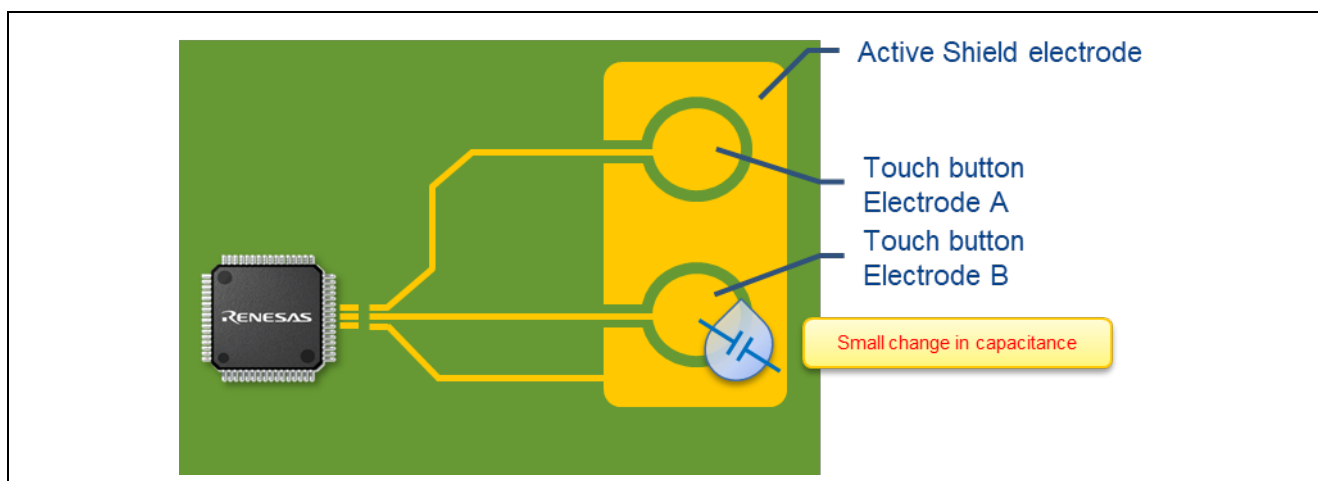 Active Shield electrode
Touch button
Electrode A
Touch button
Electrode B
RENESAS
Small change in capacitance